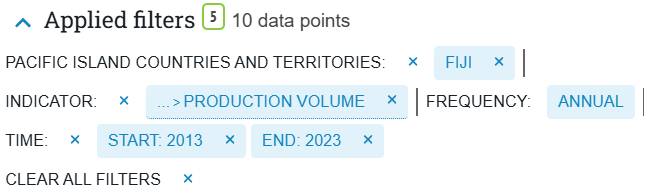 Applied filters 5 10 data points
PACIFIC ISLAND COUNTRIES AND TERRITORIES: × FIJI ×
INDICATOR: × ... > PRODUCTION VOLUME × FREQUENCY: ANNUAL
TIME: × START: 2013 × END: 2023 ×
CLEAR ALL FILTERS ×